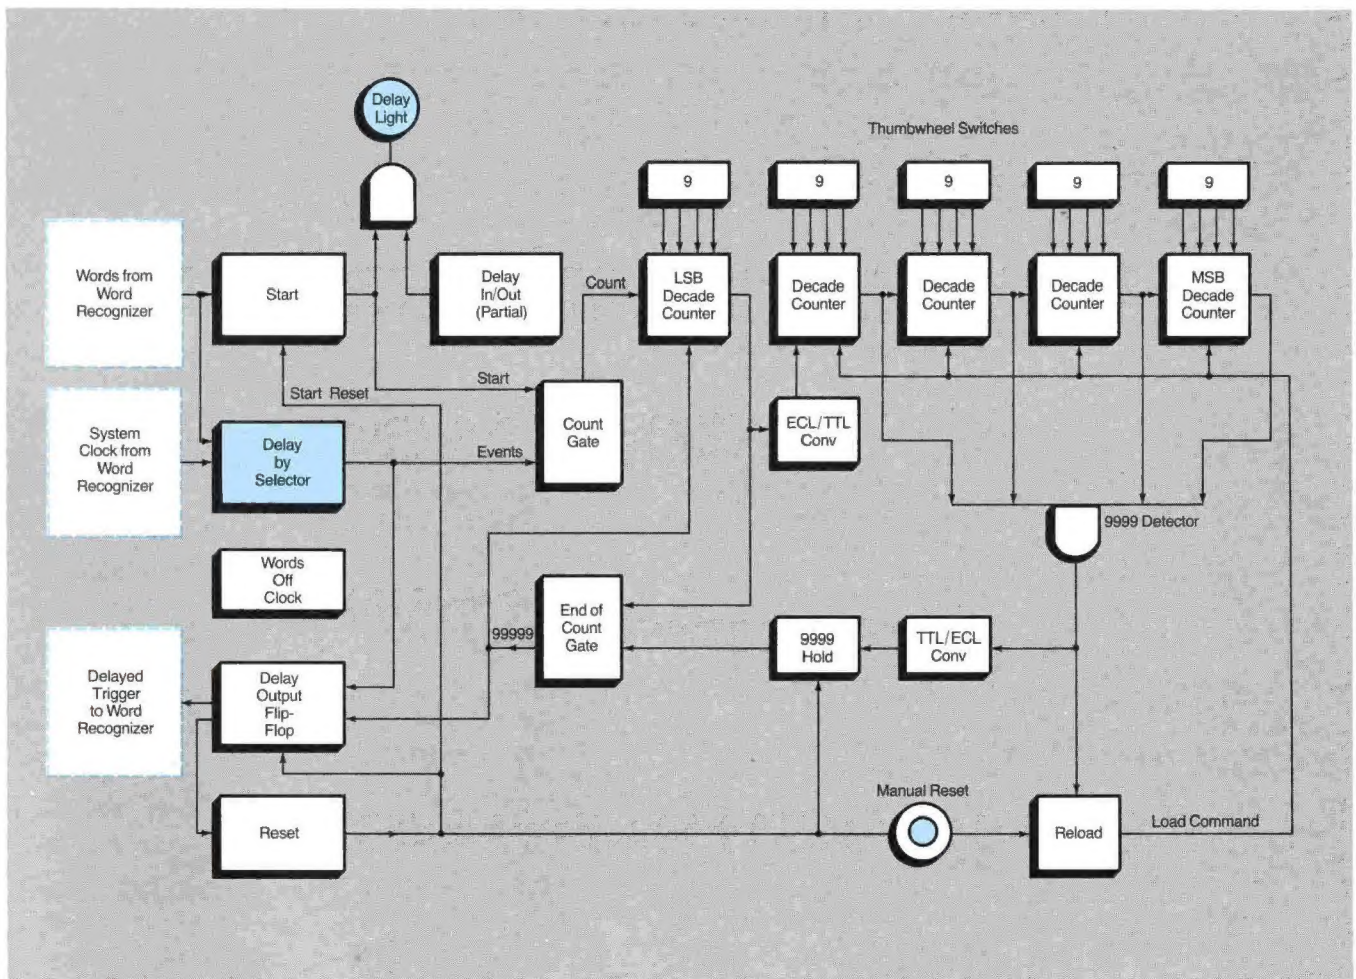 Delay
Light
Thumbwheel Switches
9
9
9
9
9
Words from
Word
Recognizer
Start
Delay
In/Out
(Partial)
Count
LSB
Decade
Counter
Decade
Counter
Decade
Counter
Decade
Counter
MSB
Decade
Counter
Start
Start Reset
System
Clock from
Word
Recognizer
Delay
by
Selector
Events
Count
Gate
ECL/TTL
Conv
9999 Detector
Words
Off
Clock
End of
Count
Gate
99999
9999
Hold
TTL/ECL
Conv
Delayed
Trigger
to Word
Recognizer
Delay
Output
Flip-
Flop
Reset
Manual Reset
Reload
Load Command